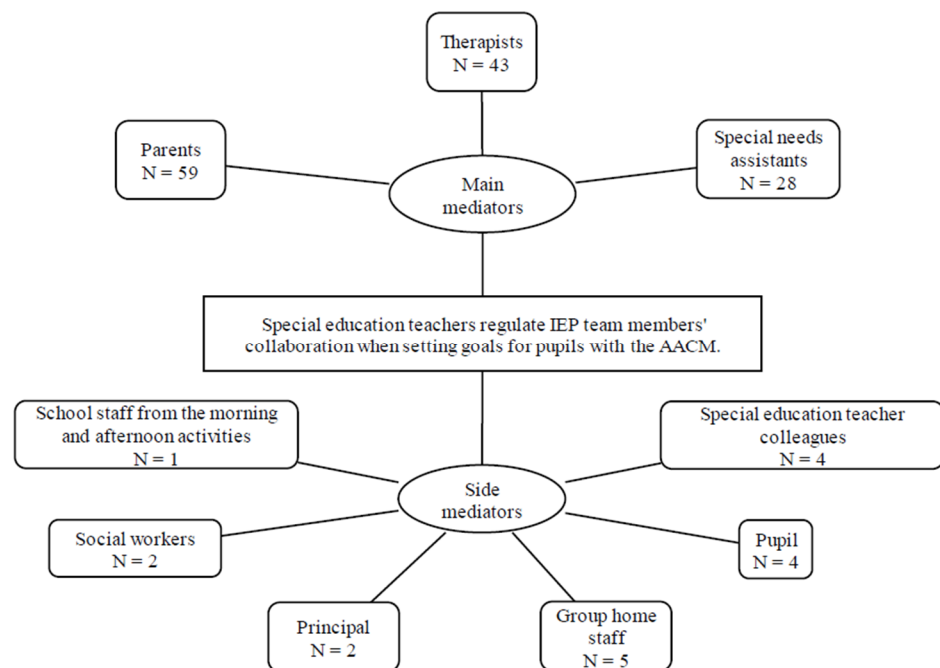 Therapists
N = 43
Parents
N = 59
Special needs
assistants
N = 28
Main
mediators
Special education teachers regulate IEP team members'
collaboration when setting goals for pupils with the AACM.
School staff from the morning
and afternoon activities
N = 1
Special education teacher
colleagues
N = 4
Side
mediators
Social workers
N = 2
Pupil
N = 4
Principal
N = 2
Group home
staff
N = 5